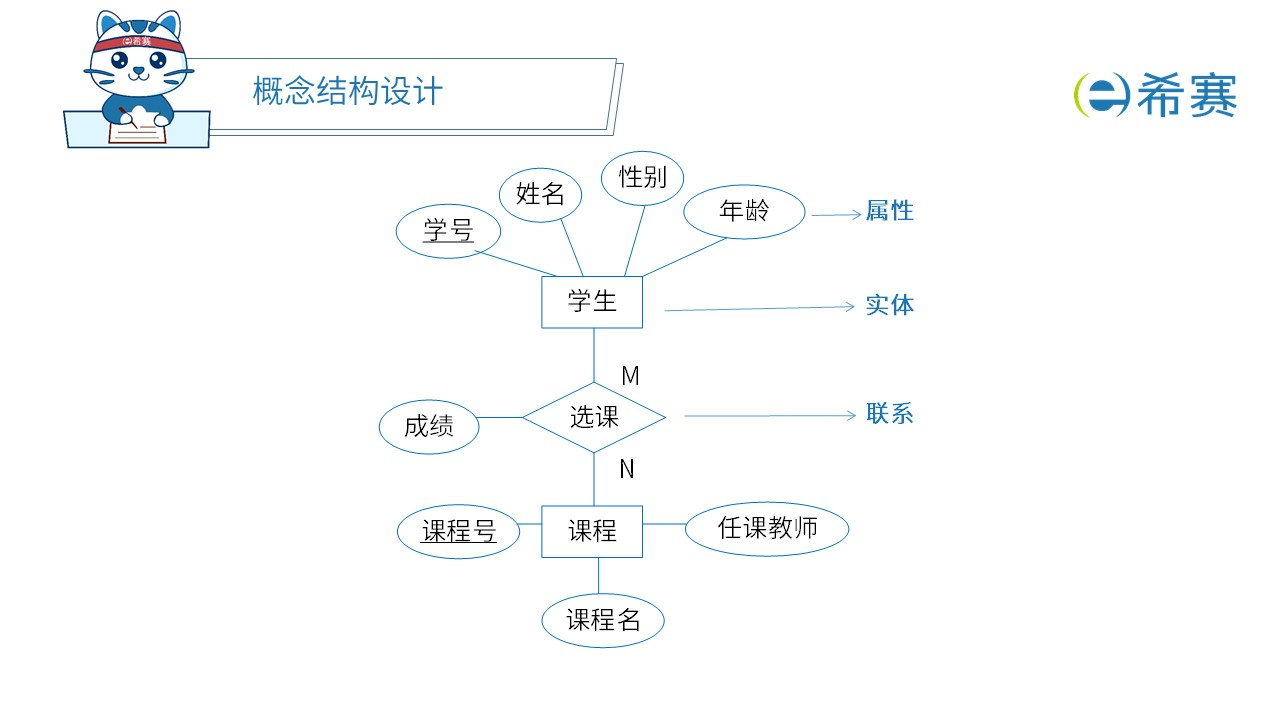 希赛
概念结构设计
希赛
性别
姓名
年龄
属性
学号
学生
实体
M
选课
联系
成绩
N
课程号
课程
任课教师
课程名